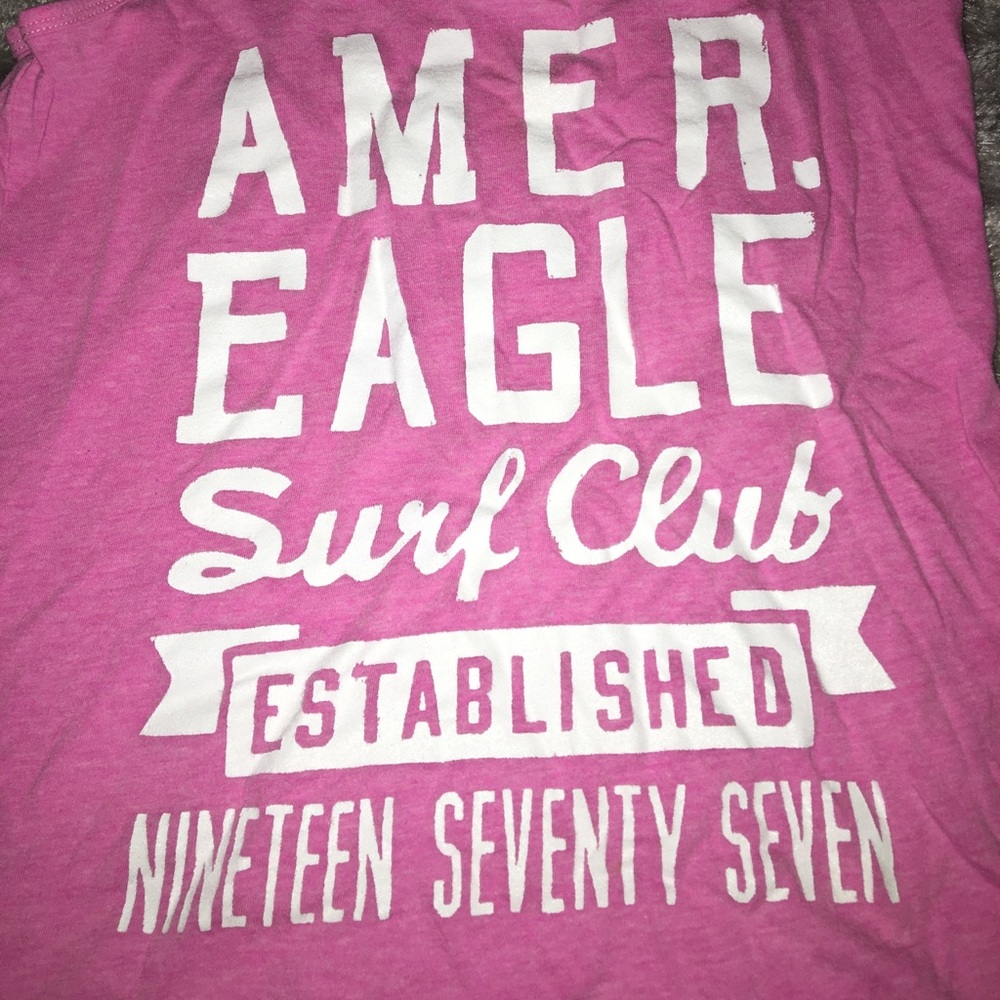 AMER.
EAGLE
Surf Club
ESTABLISHED
NINETEEN SEVENTY SEVEN